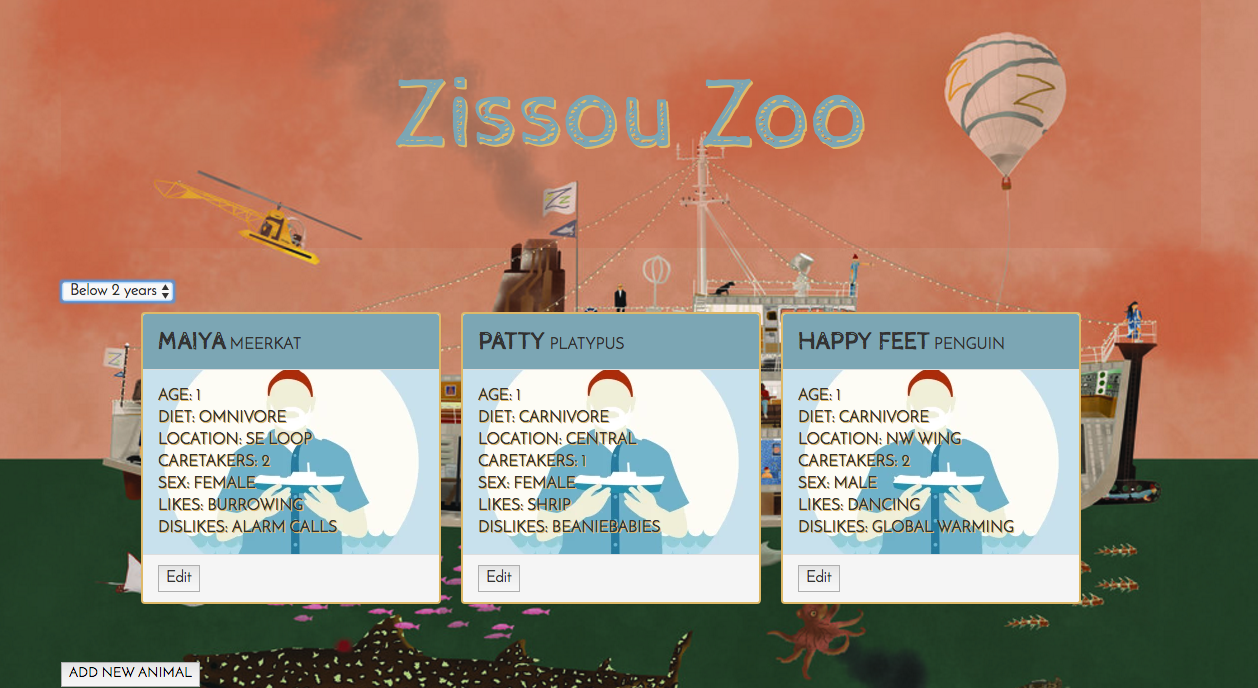 Zissou Zoo
Z Z
Z
Z
Below 2 years
MAIYA MEERKAT
AGE: 1
DIET: OMNIVORE
LOCATION: SE LOOP
CARETAKERS: 2
SEX: FEMALE
LIKES: BURROWING
DISLIKES: ALARM CALLS
Edit
PATTY PLATYPUS
AGE: 1
DIET: CARNIVORE
LOCATION: CENTRAL
CARETAKERS: 1
SEX: FEMALE
LIKES: SHRIP
DISLIKES: BEANIEBABIES
Edit
HAPPY FEET PENGUIN
AGE: 1
DIET: CARNIVORE
LOCATION: NW WING
CARETAKERS: 2
SEX: MALE
LIKES: DANCING
DISLIKES: GLOBAL WARMING
Edit
ADD NEW ANIMAL